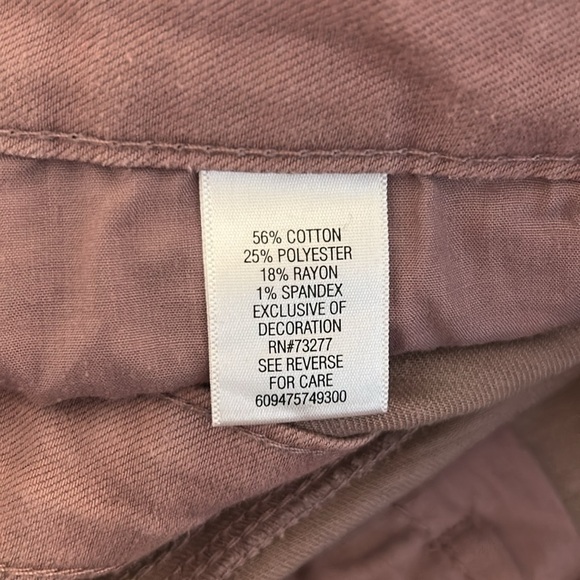 56% COTTON
25% POLYESTER
18% RAYON
1% SPANDEX
EXCLUSIVE OF
DECORATION
RN#73277
SEE REVERSE
FOR CARE
609475749300